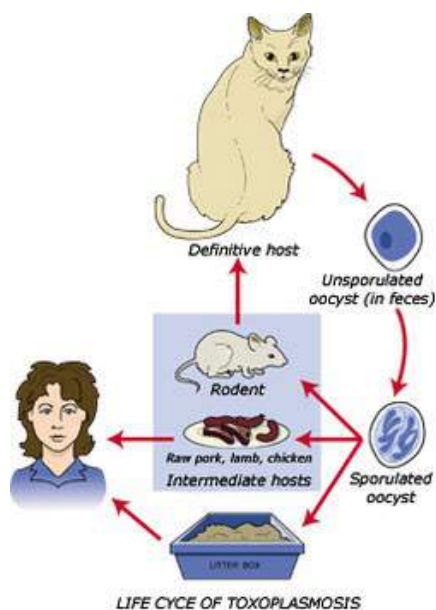 Definitive host
Unsporulated
oocyst (in feces)
Rodent
Raw pork, lamb, chicken
Intermediate hosts
Sporulated
oocyst
LITTER BOX
LIFE CYCE OF TOXOPLASMOSIS